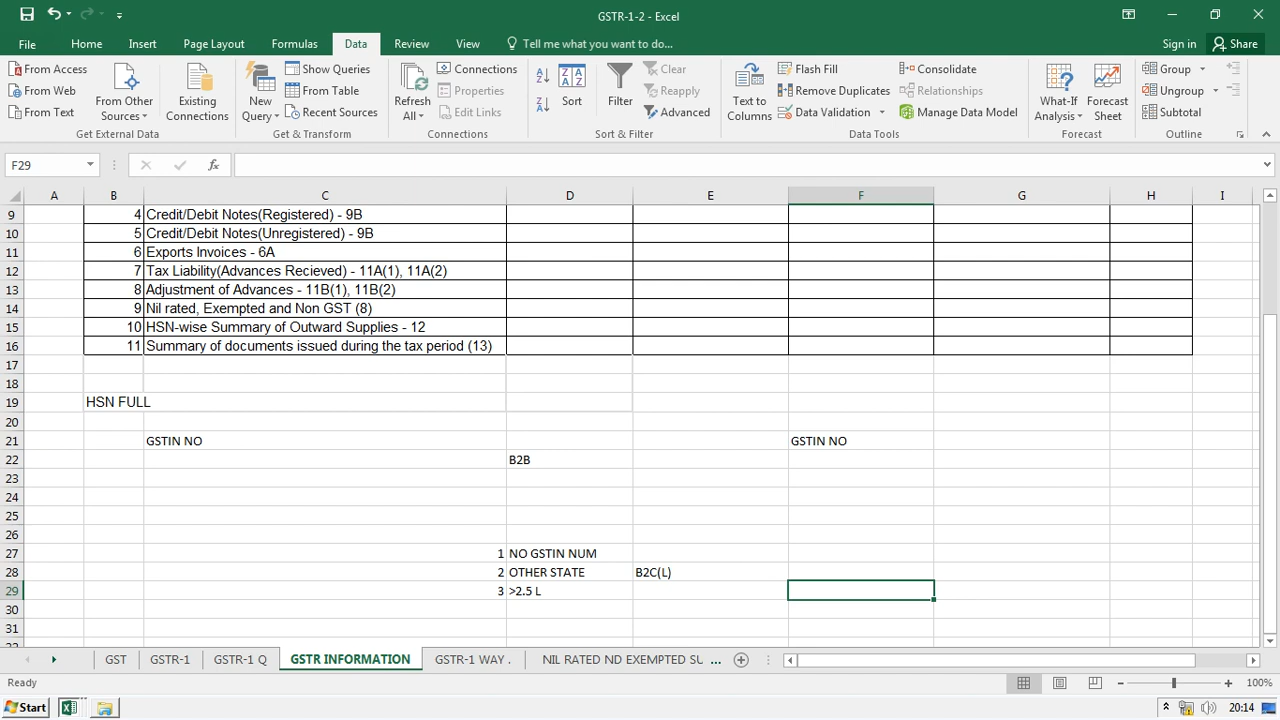 GSTR-1-2 - Excel
File Home Insert Page Layout Formulas Data Review View Tell me what you want to do... Sign in Share
From Access
From Web
From Text
From Other Sources
Existing Connections
Get External Data
New Query
Show Queries
From Table
Recent Sources
Get & Transform
Refresh All
Connections
Properties
Edit Links
Connections
Sort
Filter
Clear
Reapply
Advanced
Sort & Filter
Text to Columns
Flash Fill
Remove Duplicates
Data Validation
Consolidate
Relationships
Manage Data Model
Data Tools
What-If Analysis
Forecast Sheet
Forecast
Group
Ungroup
Subtotal
Outline
F29 fx
A B C D E F G H I
9 4 Credit/Debit Notes(Registered) - 9B
10 5 Credit/Debit Notes(Unregistered) - 9B
11 6 Exports Invoices - 6A
12 7 Tax Liability(Advances Recieved) - 11A(1), 11A(2)
13 8 Adjustment of Advances - 11B(1), 11B(2)
14 9 Nil rated, Exempted and Non GST (8)
15 10 HSN-wise Summary of Outward Supplies - 12
16 11 Summary of documents issued during the tax period (13)
17
18
19 HSN FULL
20
21 GSTIN NO GSTIN NO
22 B2B
23
24
25
26
27 1 NO GSTIN NUM
28 2 OTHER STATE B2C(L)
29 3 >2.5 L
30
31
GST GSTR-1 GSTR-1 Q GSTR INFORMATION GSTR-1 WAY . NIL RATED ND EXEMPTED SU ...
Ready 100%
Start 20:14